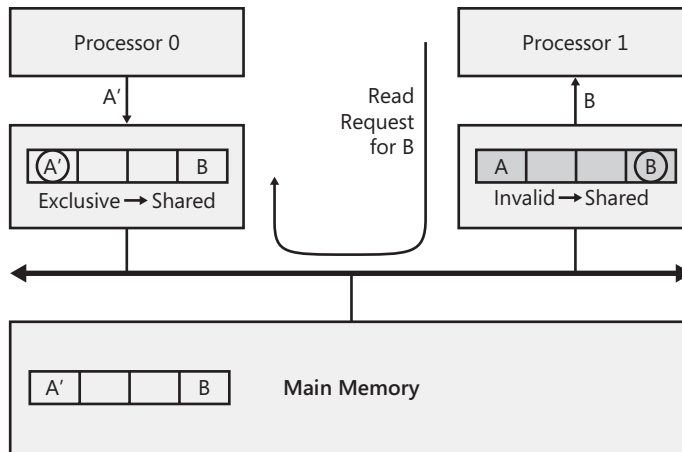 Processor 0
Processor 1
A'
Read
Request
for B
B
A' B
Exclusive → Shared
A B
Invalid → Shared
A' B
Main Memory